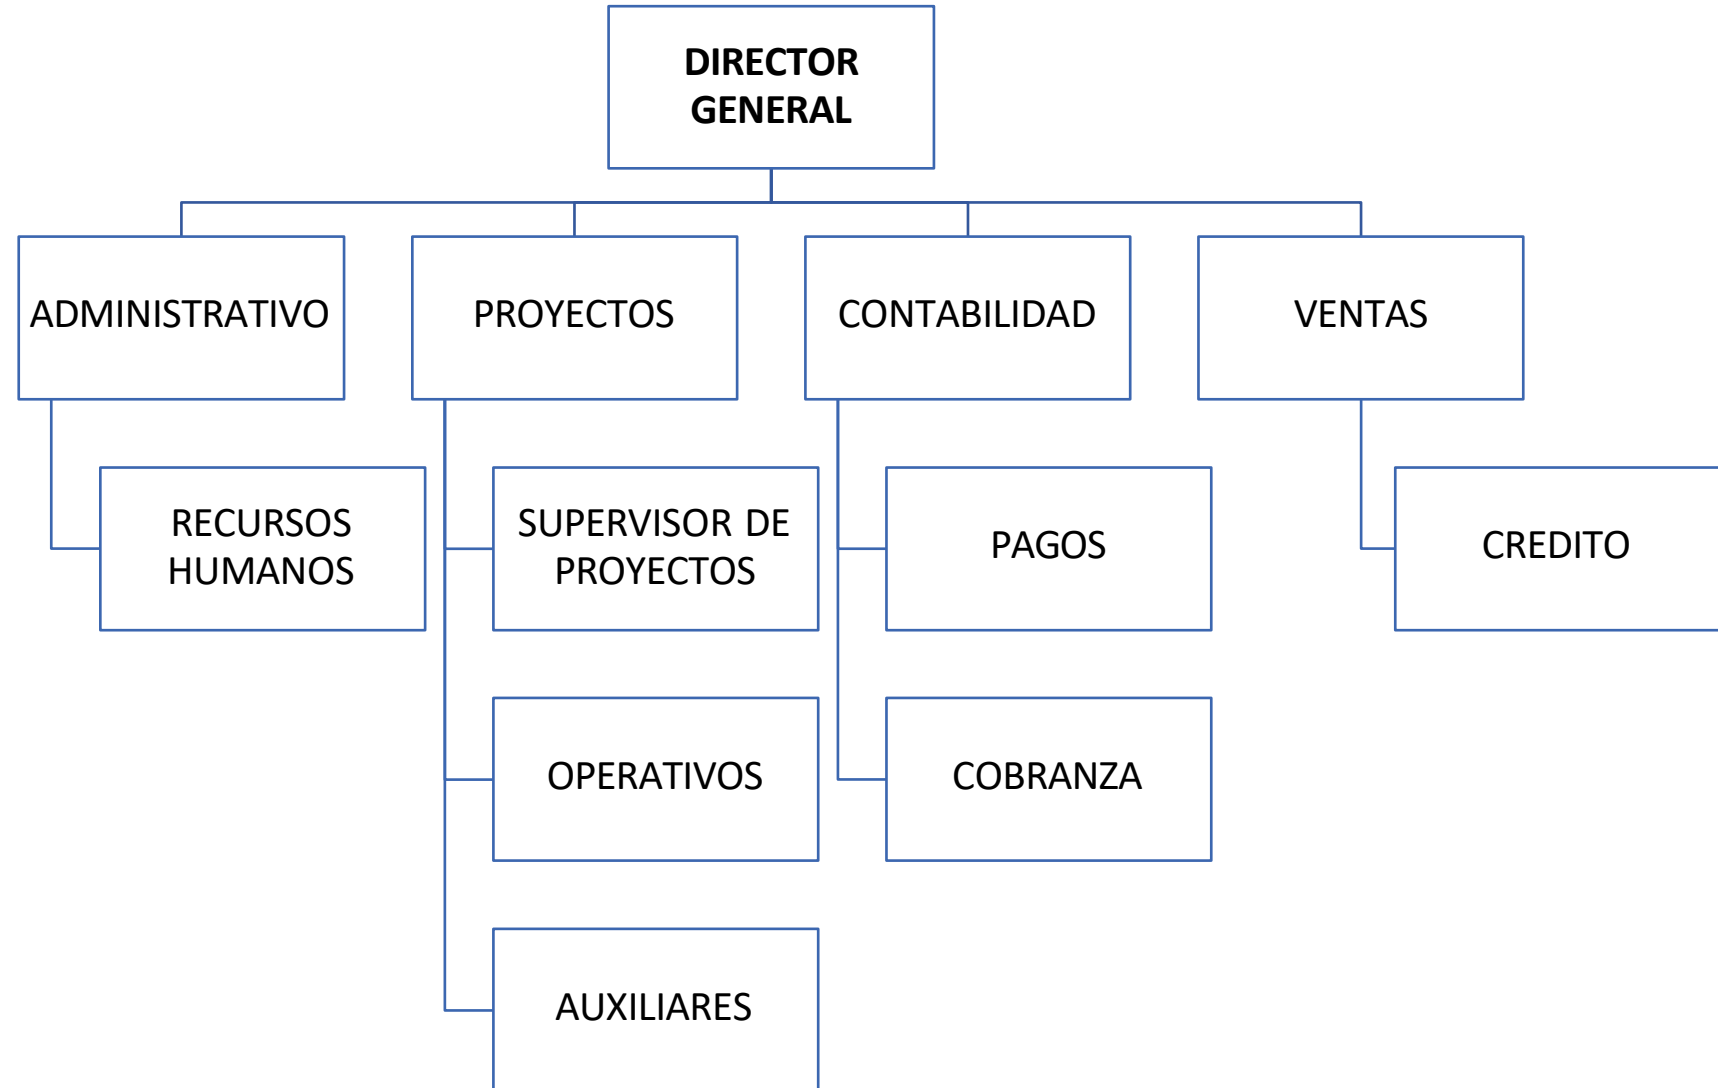 DIRECTOR
GENERAL
ADMINISTRATIVO
PROYECTOS
CONTABILIDAD
VENTAS
RECURSOS
HUMANOS
SUPERVISOR DE
PROYECTOS
PAGOS
CREDITO
OPERATIVOS
COBRANZA
AUXILIARES